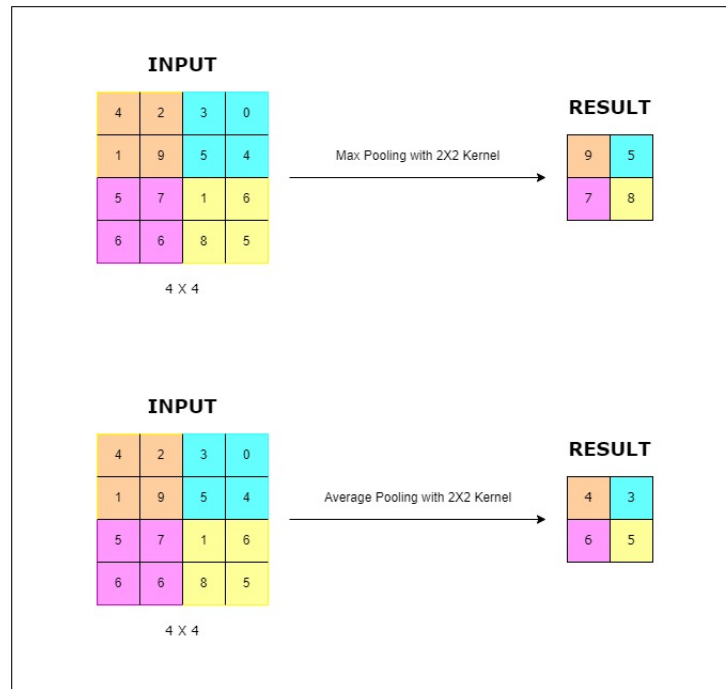 INPUT
4 2 3 0
1 9 5 4
5 7 1 6
6 6 8 5
4 X 4
Max Pooling with 2X2 Kernel
RESULT
9 5
7 8
INPUT
4 2 3 0
1 9 5 4
5 7 1 6
6 6 8 5
4 X 4
Average Pooling with 2X2 Kernel
RESULT
4 3
6 5